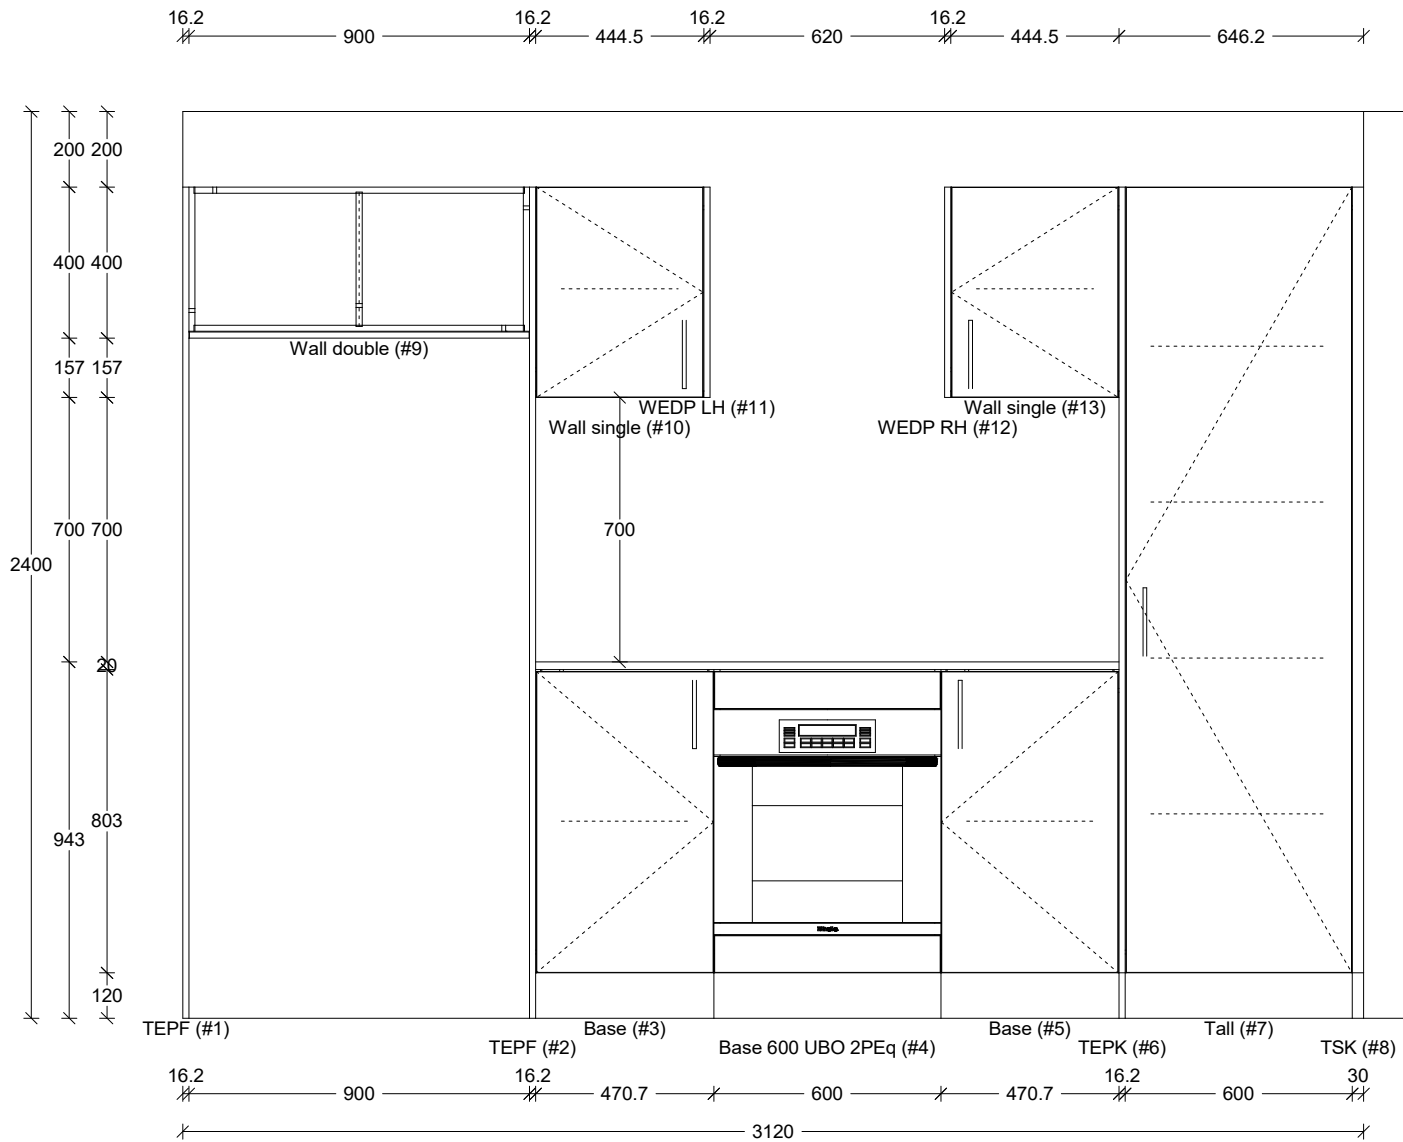 16.2 16.2 16.2 16.2
900 444.5 620 444.5 646.2
200 200
400 400
Wall double (#9)
157 157
WEDP LH (#11) Wall single (#13)
Wall single (#10) WEDP RH (#12)
700 700 700
2400
20
803
943
120
TEPF (#1) Base (#3) Base (#5) Tall (#7)
TEPF (#2) Base 600 UBO 2PEq (#4) TEPK (#6) TSK (#8)
16.2 16.2 16.2 30
900 470.7 600 470.7 600
3120